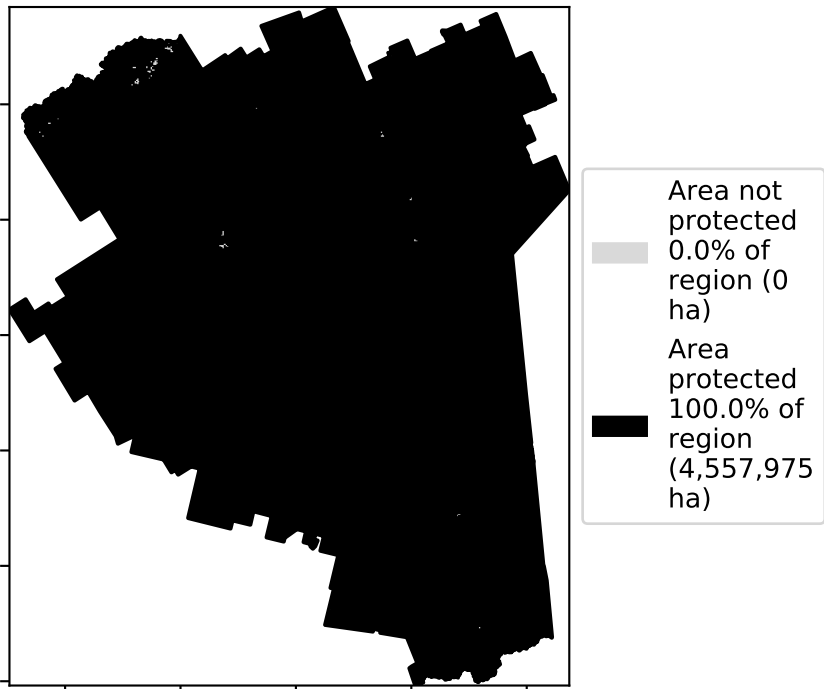 Area not
protected
0.0% of
region (0
ha)
Area
protected
100.0% of
region
(4,557,975
ha)